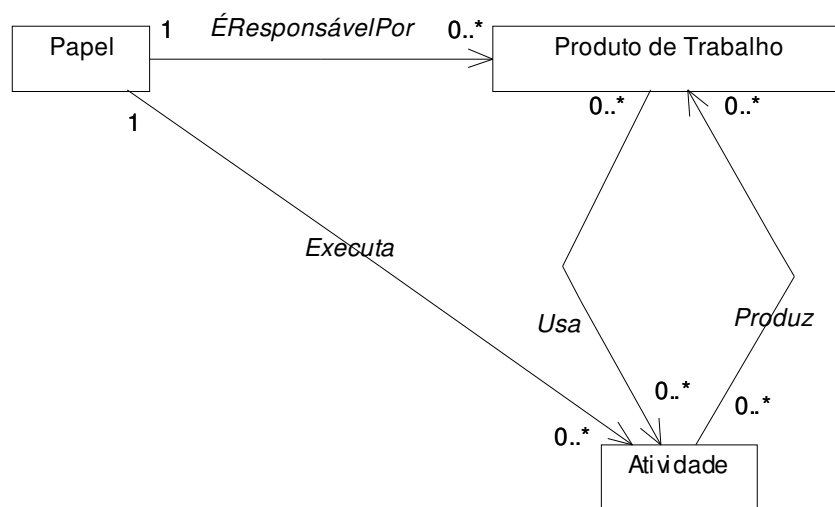 1 ÉResponsávelPor 0..*
Papel
Produto de Trabalho
1
0..* 0..*
Executa
Usa
Produz
0..*
0..*
0..*
Atividade